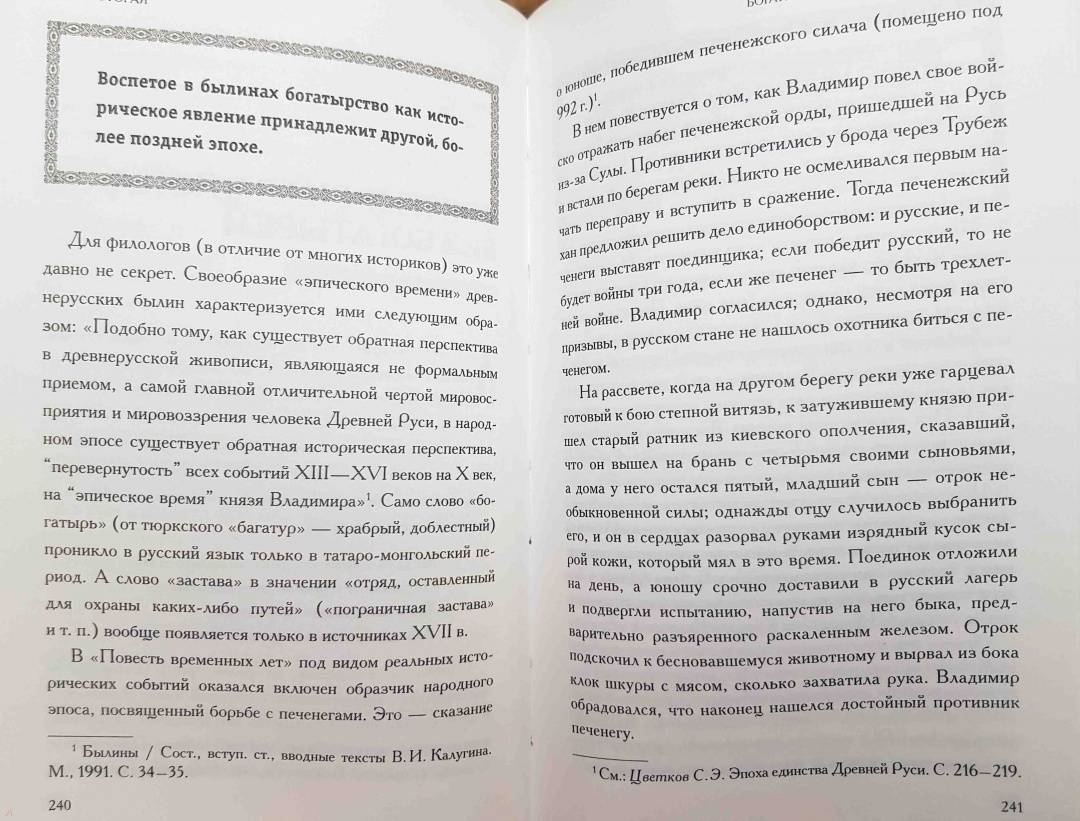 Воспетое в былинах богатырство как исто-
рическое явление принадлежит другой, бо-
лее поздней эпохе.
Для филологов (в отличие от многих историков) это уже
давно не секрет. Своеобразие «эпического времени» древ-
нерусских былин характеризуется ими следующим обра-
зом: «Подобно тому, как существует обратная перспектива
в древнерусской живописи, являющаяся не формальным
приемом, а самой главной отличительной чертой мировос-
приятия и мировоззрения человека Древней Руси, в народ-
ном эпосе существует обратная историческая перспектива,
“перевернутость” всех событий XIII—XVI веков на X век,
на “эпическое время” князя Владимира»¹. Само слово «бо-
гатырь» (от тюркского «багатур» — храбрый, доблестный)
проникло в русский язык только в татаро-монгольский пе-
риод. А слово «застава» в значении «отряд, оставленный
для охраны каких-либо путей» («пограничная застава»
и т. п.) вообще появляется только в источниках XVII в.
В «Повесть временных лет» под видом реальных исто-
рических событий оказался включен образчик народного
эпоса, посвященный борьбе с печенегами. Это — сказание
¹ Былины / Сост., вступ. ст., вводные тексты В. И. Калугина.
М., 1991. С. 34—35.
240
о юноше, победившем печенежского силача (помещено под
992 г.)¹.
В нем повествуется о том, как Владимир повел свое вой-
ско отражать набег печенежской орды, пришедшей на Русь
из-за Сулы. Противники встретились у брода через Трубеж
и встали по берегам реки. Никто не осмеливался первым на-
чать переправу и вступить в сражение. Тогда печенежский
хан предложил решить дело единоборством: и русские, и пе-
ченеги выставят поединщика; если победит русский, то не
будет войны три года, если же печенег — то быть трехлет-
ней войне. Владимир согласился; однако, несмотря на его
призывы, в русском стане не нашлось охотника биться с пе-
ченегом.
На рассвете, когда на другом берегу реки уже гарцевал
готовый к бою степной витязь, к затужившему князю при-
шел старый ратник из киевского ополчения, сказавший,
что он вышел на брань с четырьмя своими сыновьями,
а дома у него остался пятый, младший сын — отрок не-
обыкновенной силы; однажды отцу случилось выбранить
его, и он в сердцах разорвал руками изрядный кусок сы-
рой кожи, который мял в это время. Поединок отложили
на день, а юношу срочно доставили в русский лагерь
и подвергли испытанию, напустив на него быка, пред-
варительно разъяренного раскаленным железом. Отрок
подскочил к бесновавшемуся животному и вырвал из бока
клок шкуры с мясом, сколько захватила рука. Владимир
обрадовался, что наконец нашелся достойный противник
печенегу.
¹ См.: Цветков С. Э. Эпоха единства Древней Руси. С. 216—219.
241